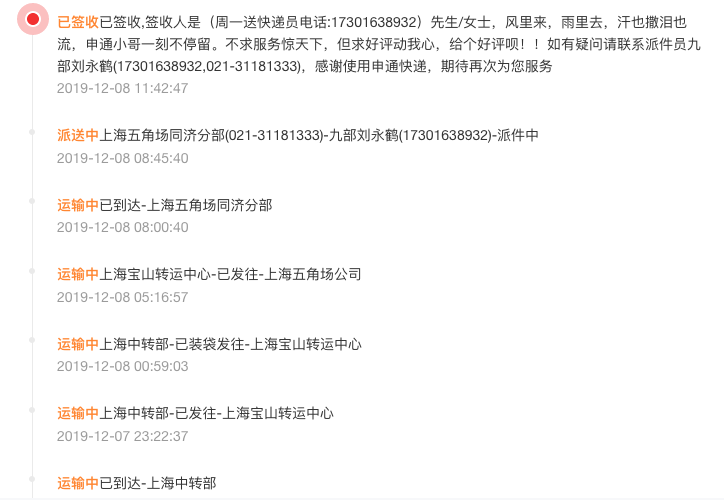 已签收已签收,签收人是（周一送快递员电话:17301638932）先生/女士，风里来，雨里去，汗也撒泪也
流，申通小哥一刻不停留。不求服务惊天下，但求好评动我心，给个好评呗！！如有疑问请联系派件员九
部刘永鹤(17301638932,021-31181333)，感谢使用申通快递，期待再次为您服务
2019-12-08 11:42:47
派送中上海五角场同济分部(021-31181333)-九部刘永鹤(17301638932)-派件中
2019-12-08 08:45:40
运输中已到达-上海五角场同济分部
2019-12-08 08:00:40
运输中上海宝山转运中心-已发往-上海五角场公司
2019-12-08 05:16:57
运输中上海中转部-已装袋发往-上海宝山转运中心
2019-12-08 00:59:03
运输中上海中转部-已发往-上海宝山转运中心
2019-12-07 23:22:37
运输中已到达-上海中转部